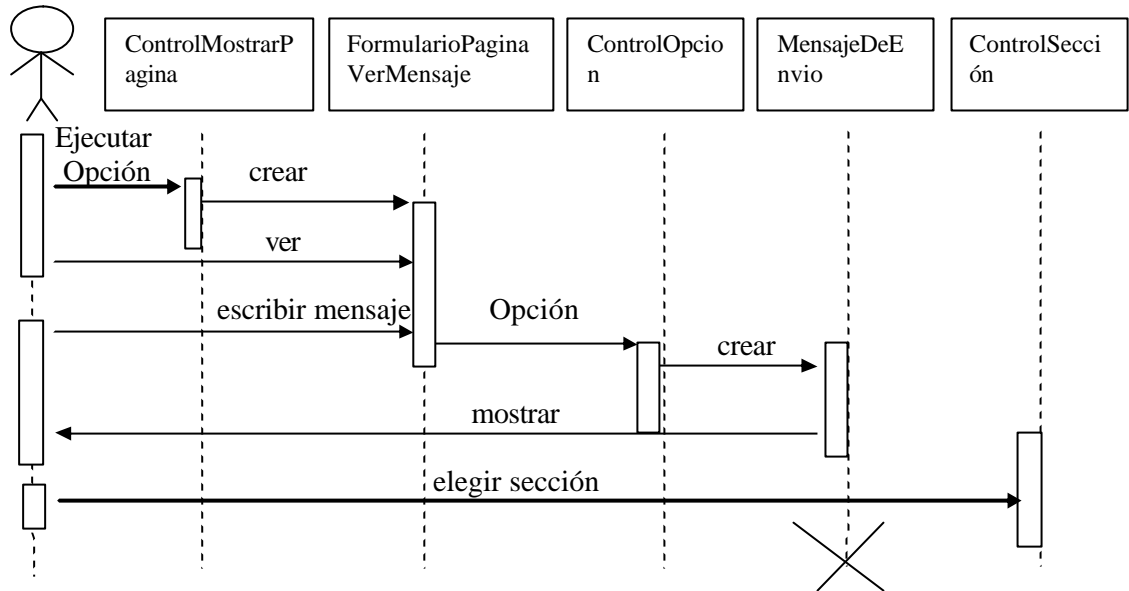 ControlMostrarP
agina
FormularioPagina
VerMensaje
ControlOpcio
n
MensajeDeE
nvio
ControlSecci
ón
Ejecutar
Opción
crear
ver
escribir mensaje
Opción
crear
mostrar
elegir sección